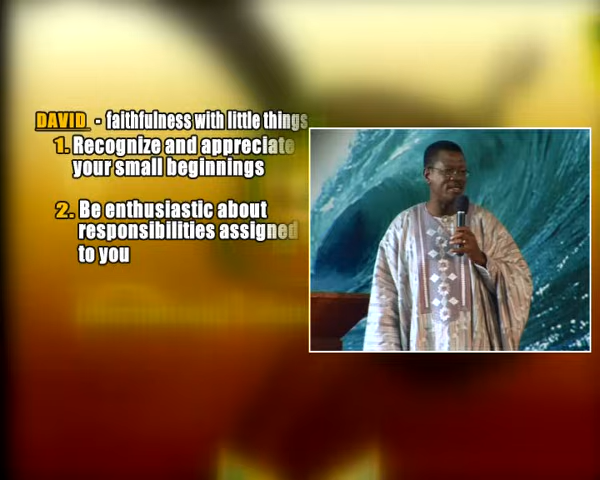 DAVID - faithfulness with little things
1. Recognize and appreciate
your small beginnings
2. Be enthusiastic about
responsibilities assigned
to you